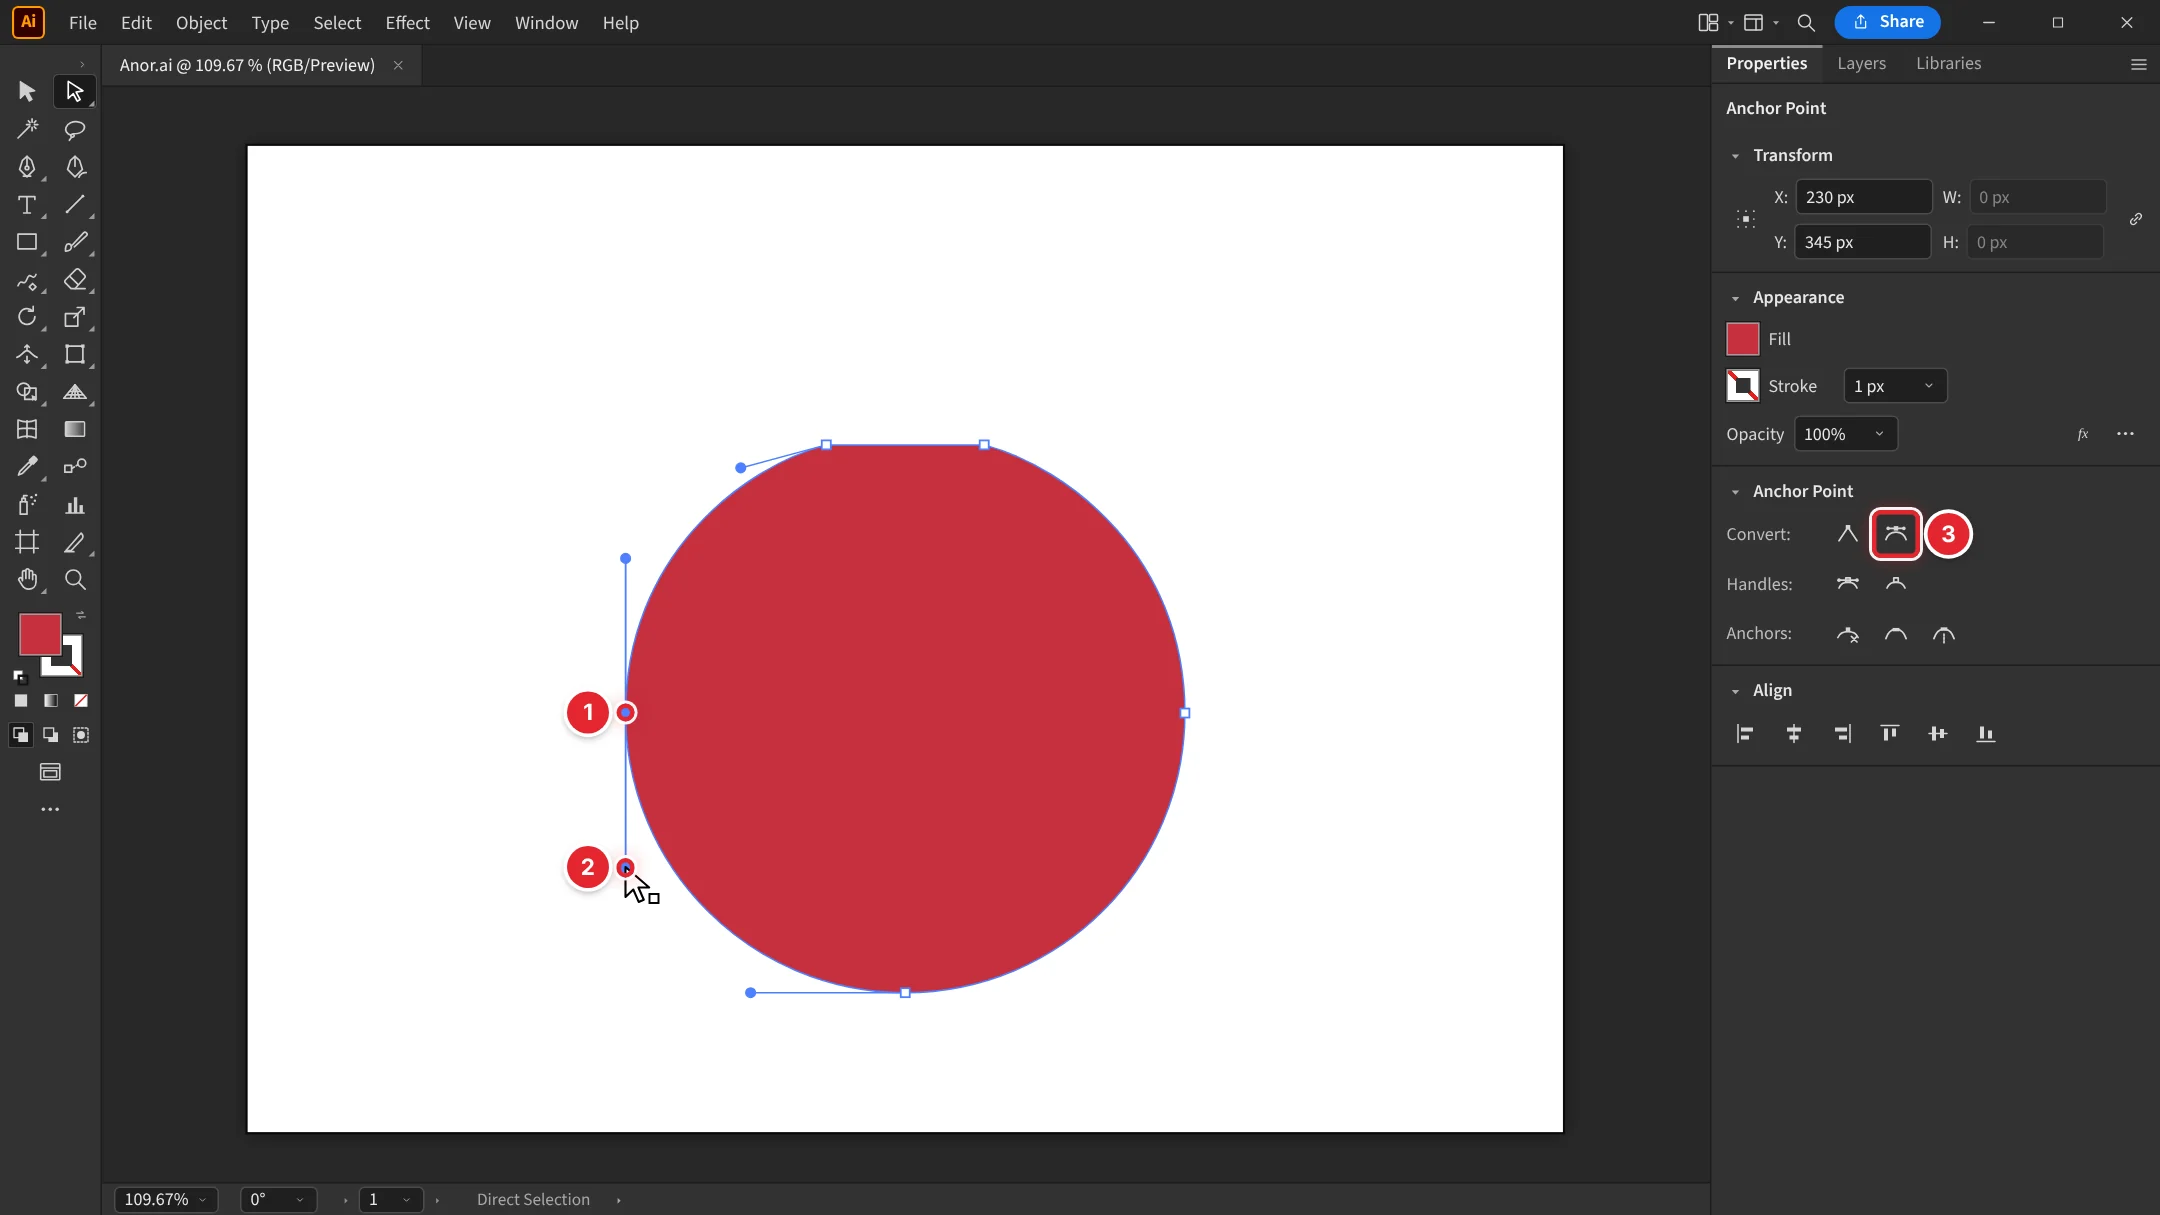 Ai File Edit Object Type Select Effect View Window Help Share
Anor.ai @ 109.67 % (RGB/Preview)
Properties Layers Libraries
Anchor Point
Transform
X: 230 px W: 0 px
Y: 345 px H: 0 px
Appearance
Fill
Stroke 1 px
Opacity 100% fx
Anchor Point
Convert: 3
Handles:
Anchors:
Align
1
2
109.67% 0° 1 Direct Selection